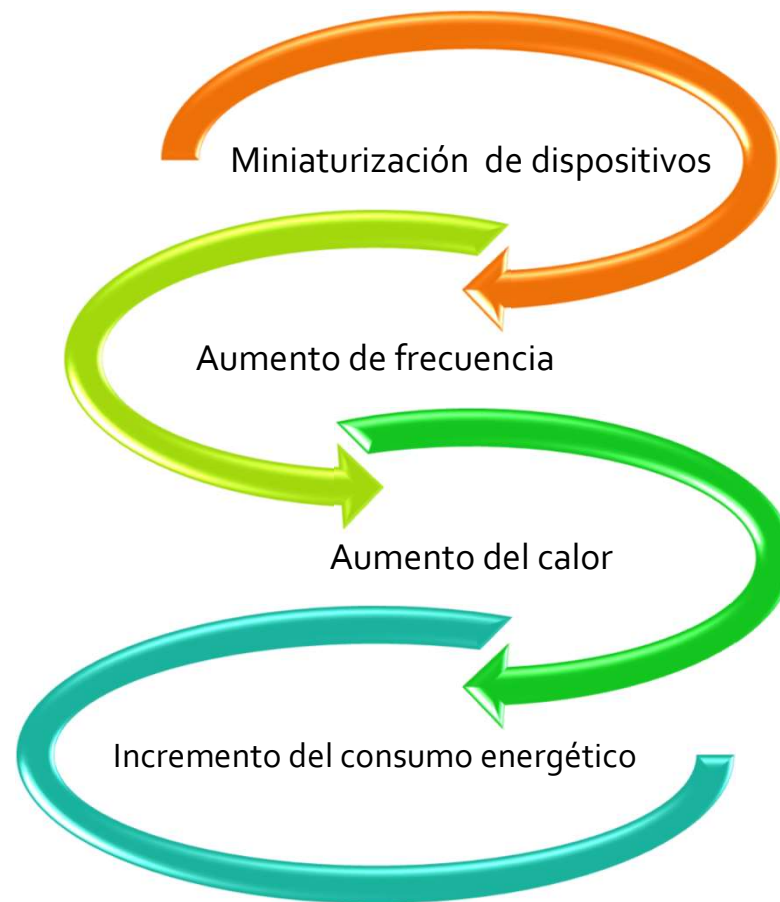 Miniaturización de dispositivos
Aumento de frecuencia
Aumento del calor
Incremento del consumo energético